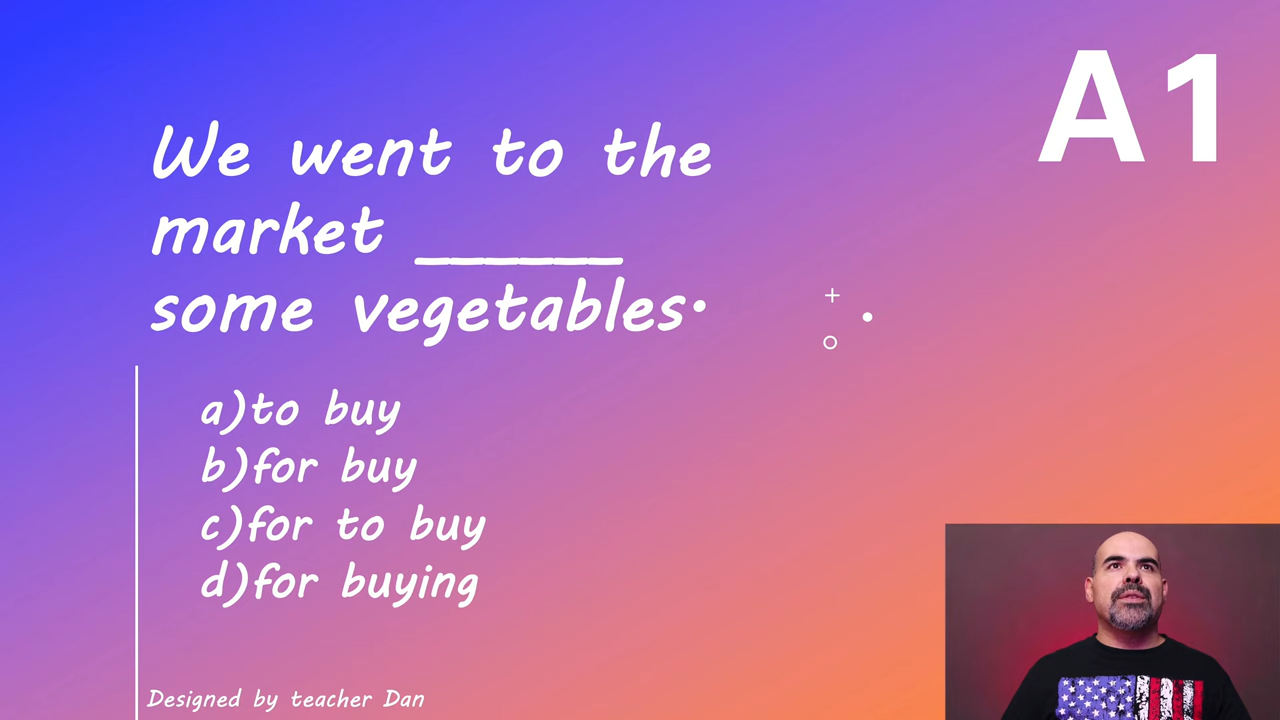 A1
We went to the
market ______
some vegetables.
a)to buy
b)for buy
c)for to buy
d)for buying
Designed by teacher Dan